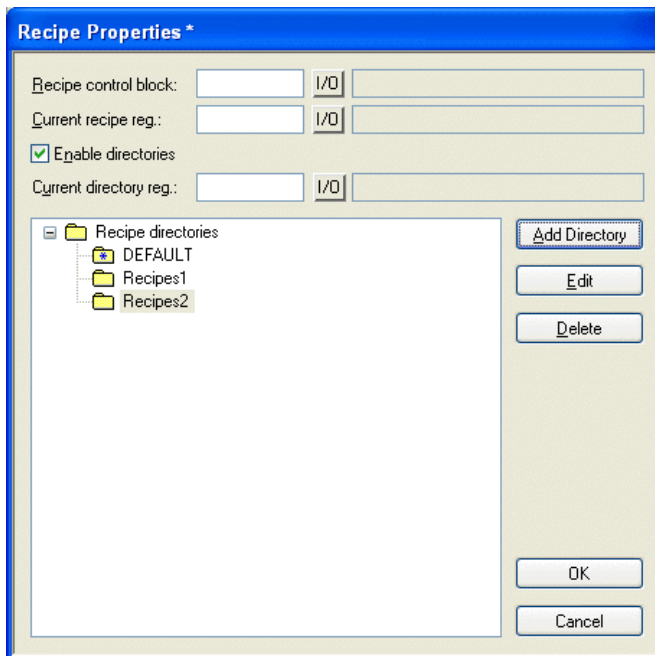 Recipe Properties *
Recipe control block: I/O
Current recipe reg.: I/O
Enable directories
Current directory reg.: I/O
Recipe directories
DEFAULT
Recipes1
Recipes2
Add Directory
Edit
Delete
OK
Cancel